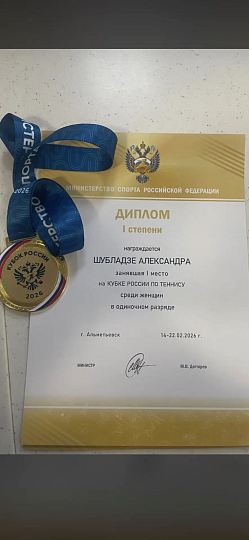 МИНИСТЕРСТВО СПОРТА РОССИЙСКОЙ ФЕДЕРАЦИИ
ДИПЛОМ
I степени
награждается
ШУБЛАДЗЕ АЛЕКСАНДРА
занявшая I место
на КУБКЕ РОССИИ ПО ТЕННИСУ
среди женщин
в одиночном разряде
г. Альметьевск 14-22.02.2026 г.
МИНИСТР М.В. Дегтярев
КУБОК РОССИИ
2026
2026